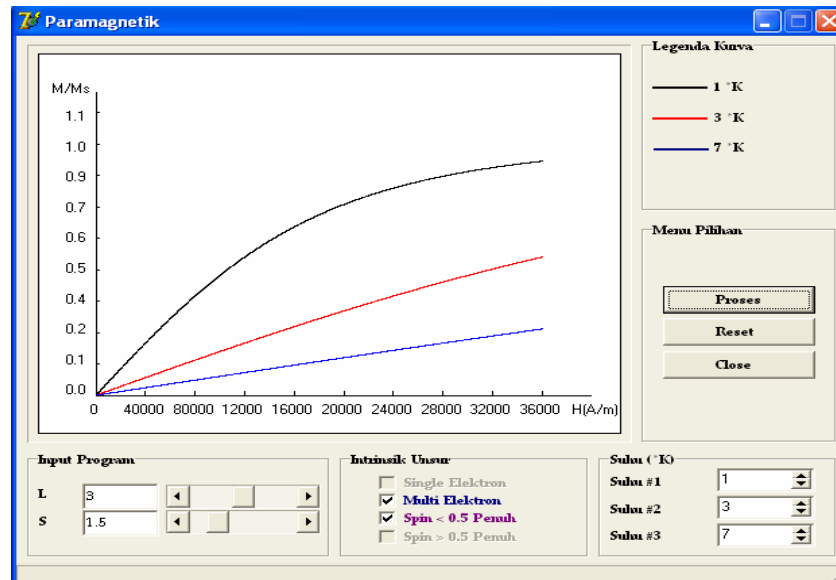 Paramagnetik
M/Ms
1.1
1.0
0.9
0.7
0.6
0.5
0.4
0.2
0.1
0.0
0 40000 80000 12000 16000 20000 24000 28000 32000 36000 H(A/m)
Legenda Kurva
1 °K
3 °K
7 °K
Menu Pilihan
Proses
Reset
Close
Input Program
L 3
S 1.5
Intrinsik Unsur
Single Elektron
Multi Elektron
Spin < 0.5 Penuh
Spin > 0.5 Penuh
Suhu (°K)
Suhu #1 1
Suhu #2 3
Suhu #3 7